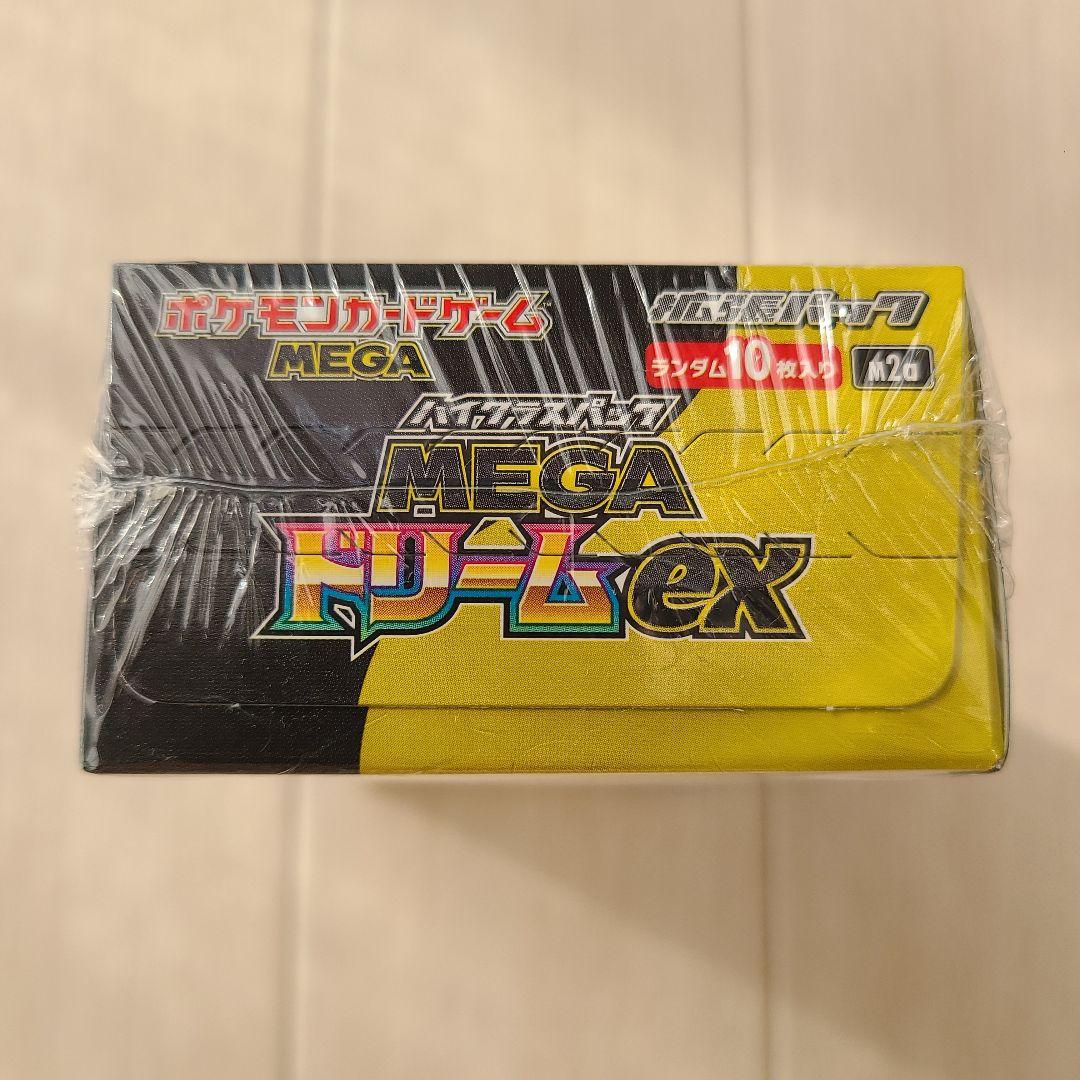 ポケモンカードゲーム
MEGA
拡張パック
ランダム10枚入り
M2a
ハイクラスパック
MEGA
ドリームex